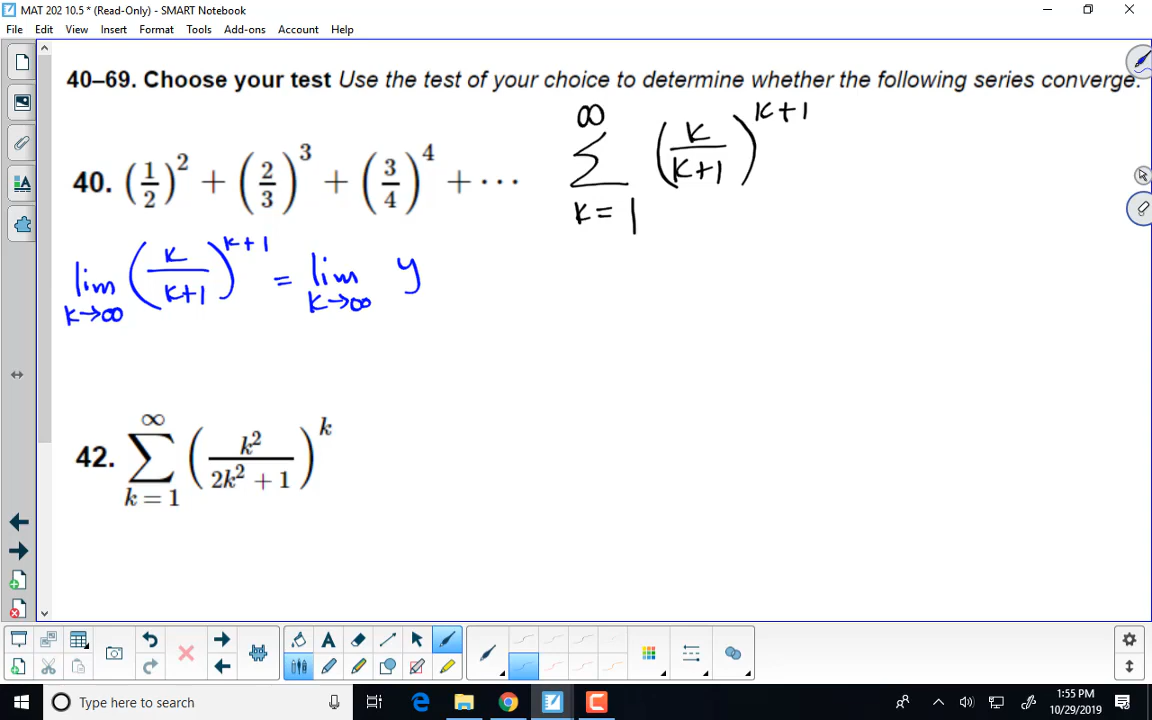 MAT 202 10.5 * (Read-Only) - SMART Notebook
File Edit View Insert Format Tools Add-ons Account Help
40–69. Choose your test Use the test of your choice to determine whether the following series converge.
40. (1/2)^2 + (2/3)^3 + (3/4)^4 + ⋯
∞ ∑ k = 1 (k/(k+1))^(k+1)
lim k→∞ (k/(k+1))^(k+1) = lim k→∞ y
42. ∞ ∑ k = 1 (k^2/(2k^2 + 1))^k
Type here to search
1:55 PM
10/29/2019